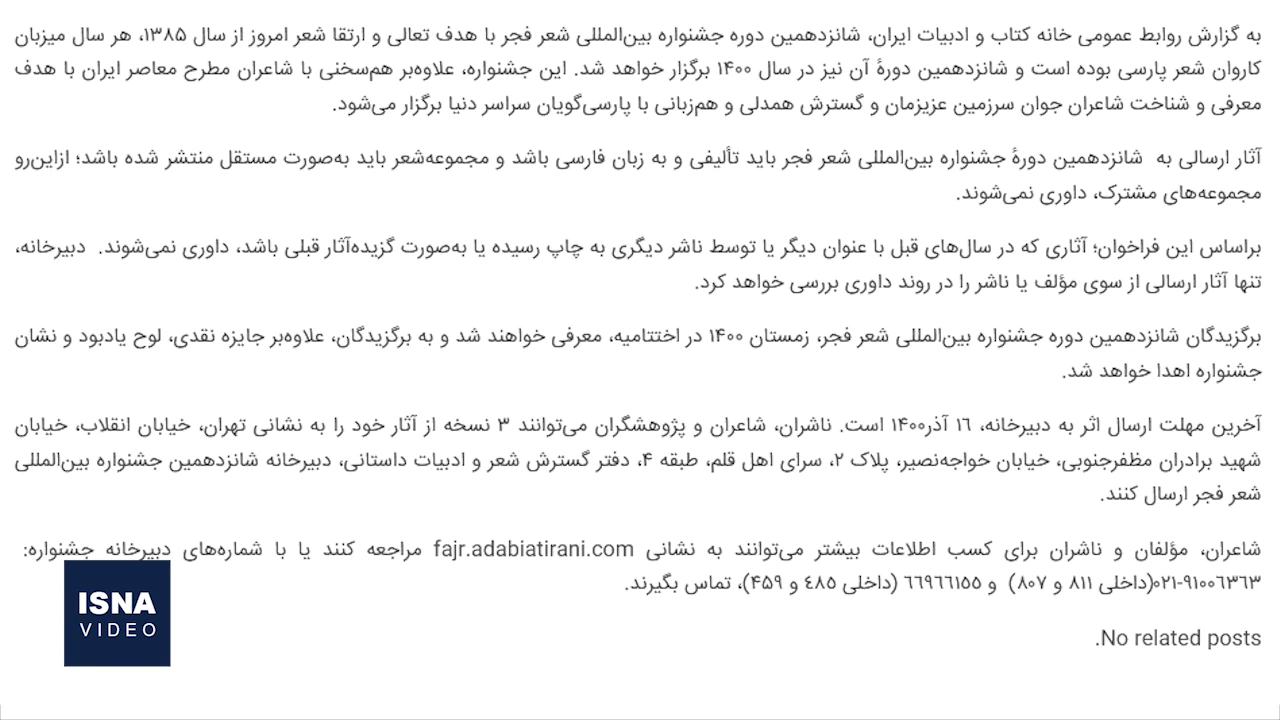 به گزارش روابط عمومی خانه کتاب و ادبیات ایران، شانزدهمین دوره جشنواره بین‌المللی شعر فجر با هدف تعالی و ارتقا شعر امروز از سال ۱۳۸۵، هر سال میزبان
کاروان شعر پارسی بوده است و شانزدهمین دورهٔ آن نیز در سال ۱۴۰۰ برگزار خواهد شد. این جشنواره، علاوه‌بر هم‌سخنی با شاعران مطرح معاصر ایران با هدف
معرفی و شناخت شاعران جوان سرزمین عزیزمان و گسترش همدلی و هم‌زبانی با پارسی‌گویان سراسر دنیا برگزار می‌شود.
آثار ارسالی به شانزدهمین دورهٔ جشنواره بین‌المللی شعر فجر باید تألیفی و به زبان فارسی باشد و مجموعه‌شعر باید به‌صورت مستقل منتشر شده باشد؛ ازاین‌رو
مجموعه‌های مشترک، داوری نمی‌شوند.
براساس این فراخوان؛ آثاری که در سال‌های قبل با عنوان دیگر یا توسط ناشر دیگری به چاپ رسیده یا به‌صورت گزیده‌آثار قبلی باشد، داوری نمی‌شوند. دبیرخانه،
تنها آثار ارسالی از سوی مؤلف یا ناشر را در روند داوری بررسی خواهد کرد.
برگزیدگان شانزدهمین دوره جشنواره بین‌المللی شعر فجر، زمستان ۱۴۰۰ در اختتامیه، معرفی خواهند شد و به برگزیدگان، علاوه‌بر جایزه نقدی، لوح یادبود و نشان
جشنواره اهدا خواهد شد.
آخرین مهلت ارسال اثر به دبیرخانه، ١٦ آذر۱۴۰۰ است. ناشران، شاعران و پژوهشگران می‌توانند ۳ نسخه از آثار خود را به نشانی تهران، خیابان انقلاب، خیابان
شهید برادران مظفرجنوبی، خیابان خواجه‌نصیر، پلاک ۲، سرای اهل قلم، طبقه ۴، دفتر گسترش شعر و ادبیات داستانی، دبیرخانه شانزدهمین جشنواره بین‌المللی
شعر فجر ارسال کنند.
شاعران، مؤلفان و ناشران برای کسب اطلاعات بیشتر می‌توانند به نشانی fajr.adabiatirani.com مراجعه کنند یا با شماره‌های دبیرخانه جشنواره:
٩١٠٠٦٣٦٣-٠٢١(داخلی ٨١١ و ٨٠٧) و ٦٦٩٦٦١٥٥ (داخلی ٤٨٥ و ۴۵۹)، تماس بگیرند.
No related posts.
ISNA
VIDEO